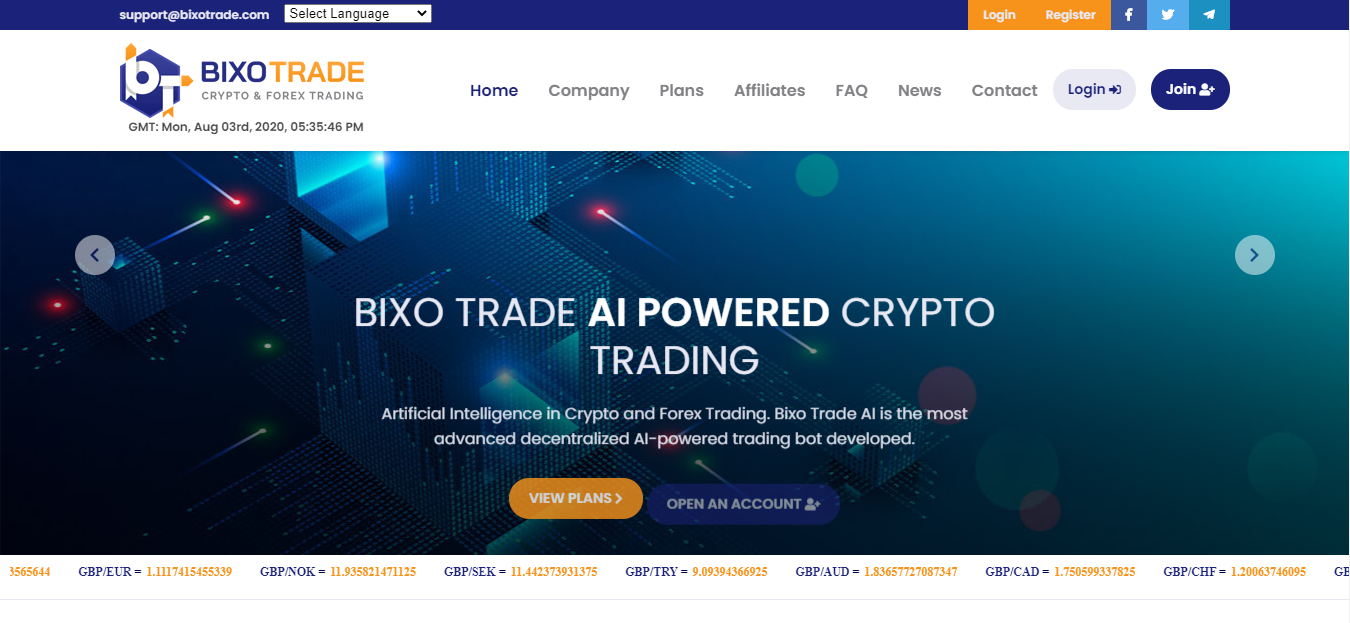 support@bixotrade.com Select Language Login Register
BIXOTRADE
CRYPTO & FOREX TRADING
GMT: Mon, Aug 03rd, 2020, 05:35:46 PM
Home Company Plans Affiliates FAQ News Contact Login Join
BIXO TRADE AI POWERED CRYPTO
TRADING
Artificial Intelligence in Crypto and Forex Trading. Bixo Trade AI is the most
advanced decentralized AI-powered trading bot developed.
VIEW PLANS OPEN AN ACCOUNT
3565644 GBP/EUR = 1.1117415455339 GBP/NOK = 11.935821471125 GBP/SEK = 11.442373931375 GBP/TRY = 9.09394366925 GBP/AUD = 1.83657727087347 GBP/CAD = 1.750599337825 GBP/CHF = 1.20063746095 GB